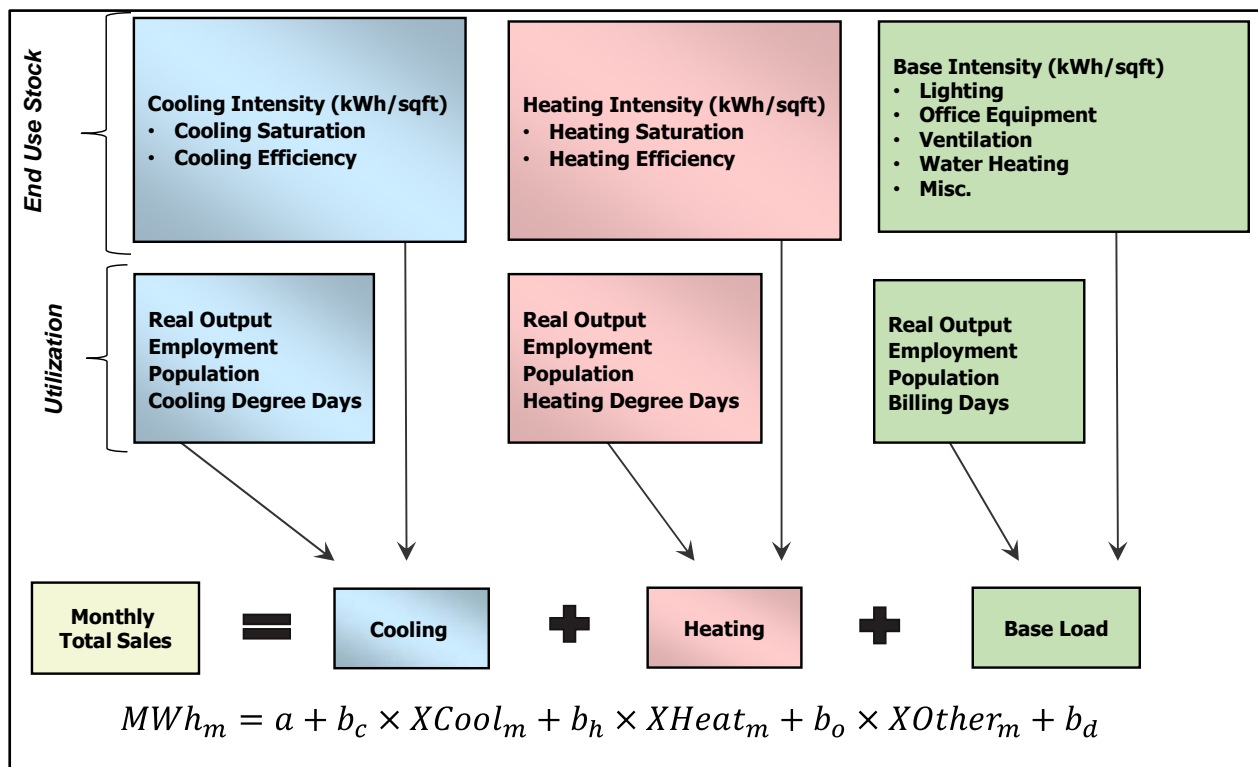 End Use Stock
Cooling Intensity (kWh/sqft)
• Cooling Saturation
• Cooling Efficiency
Heating Intensity (kWh/sqft)
• Heating Saturation
• Heating Efficiency
Base Intensity (kWh/sqft)
• Lighting
• Office Equipment
• Ventilation
• Water Heating
• Misc.
Utilization
Real Output
Employment
Population
Cooling Degree Days
Real Output
Employment
Population
Heating Degree Days
Real Output
Employment
Population
Billing Days
Monthly
Total Sales
=
Cooling
+
Heating
+
Base Load
$MWh_m = a + b_c \times XCool_m + b_h \times XHeat_m + b_o \times XOther_m + b_d$